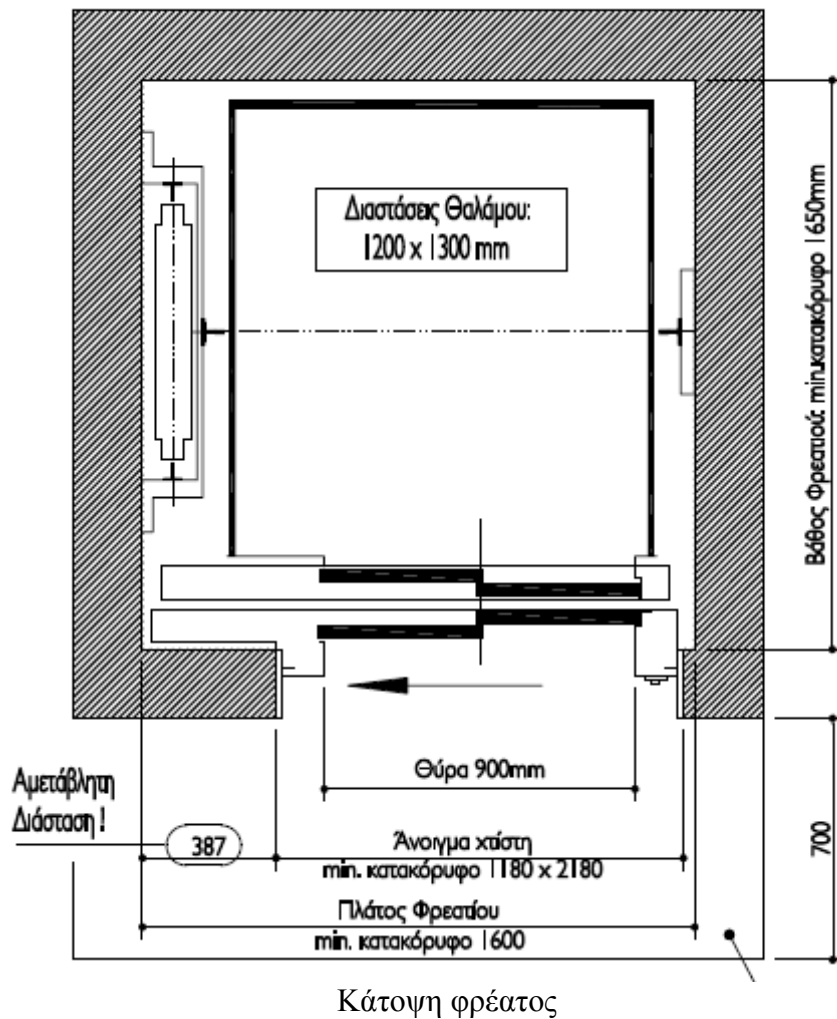 Διαστάσεις Θαλάμου:
1200 x 1300 mm
Βάθος Φρεατιού: min.κατακόρυφο 1650mm
Θύρα 900mm
Αμετάβλητη
Διάσταση !
387
Άνοιγμα χτίστη
min. κατακόρυφο 1180 x 2180
700
Πλάτος Φρεατίου
min. κατακόρυφο 1600
Κάτοψη φρέατος